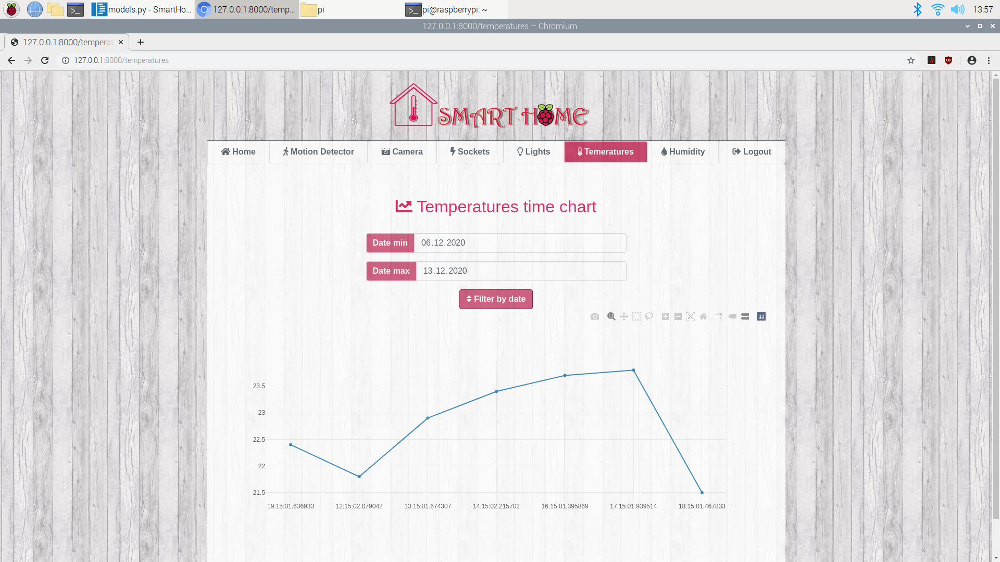 models.py - SmartHo...
127.0.0.1:8000/temp...
pi
pi@raspberrypi: ~
13:57
127.0.0.1:8000/temperatures – Chromium
127.0.0.1:8000/temperat
127.0.0.1:8000/temperatures
SMART HOME
Home
Motion Detector
Camera
Sockets
Lights
Temeratures
Humidity
Logout
Temperatures time chart
Date min 06.12.2020
Date max 13.12.2020
Filter by date
23.5
23
22.5
22
21.5
19:15:01.636933
12:15:02.079042
13:15:01.674307
14:15:02.215702
16:15:01.395869
17:15:01.939514
18:15:01.467833